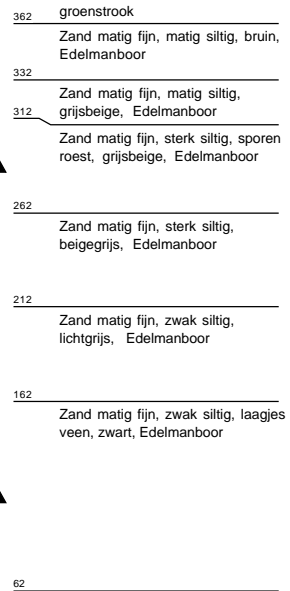 groenstrook
362
Zand matig fijn, matig siltig, bruin,
Edelmanboor
332
Zand matig fijn, matig siltig,
grijsbeige, Edelmanboor
312
Zand matig fijn, sterk siltig, sporen
roest, grijsbeige, Edelmanboor
262
Zand matig fijn, sterk siltig,
beigegrijs, Edelmanboor
212
Zand matig fijn, zwak siltig,
lichtgrijs, Edelmanboor
162
Zand matig fijn, zwak siltig, laagjes
veen, zwart, Edelmanboor
62